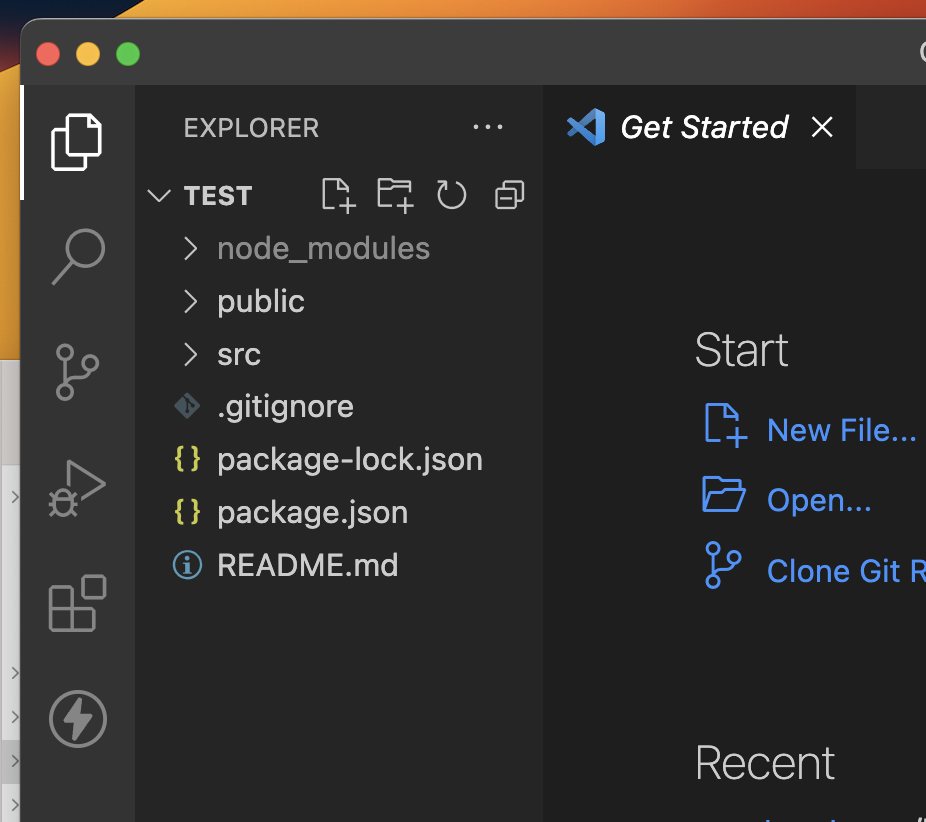 EXPLORER
Get Started
TEST
node_modules
public
src
.gitignore
package-lock.json
package.json
README.md
Start
New File...
Open...
Clone Git R
Recent